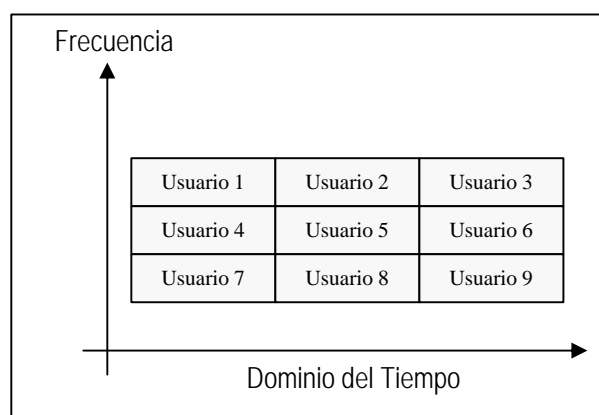 Frecuencia
Usuario 1 Usuario 2 Usuario 3
Usuario 4 Usuario 5 Usuario 6
Usuario 7 Usuario 8 Usuario 9
Dominio del Tiempo